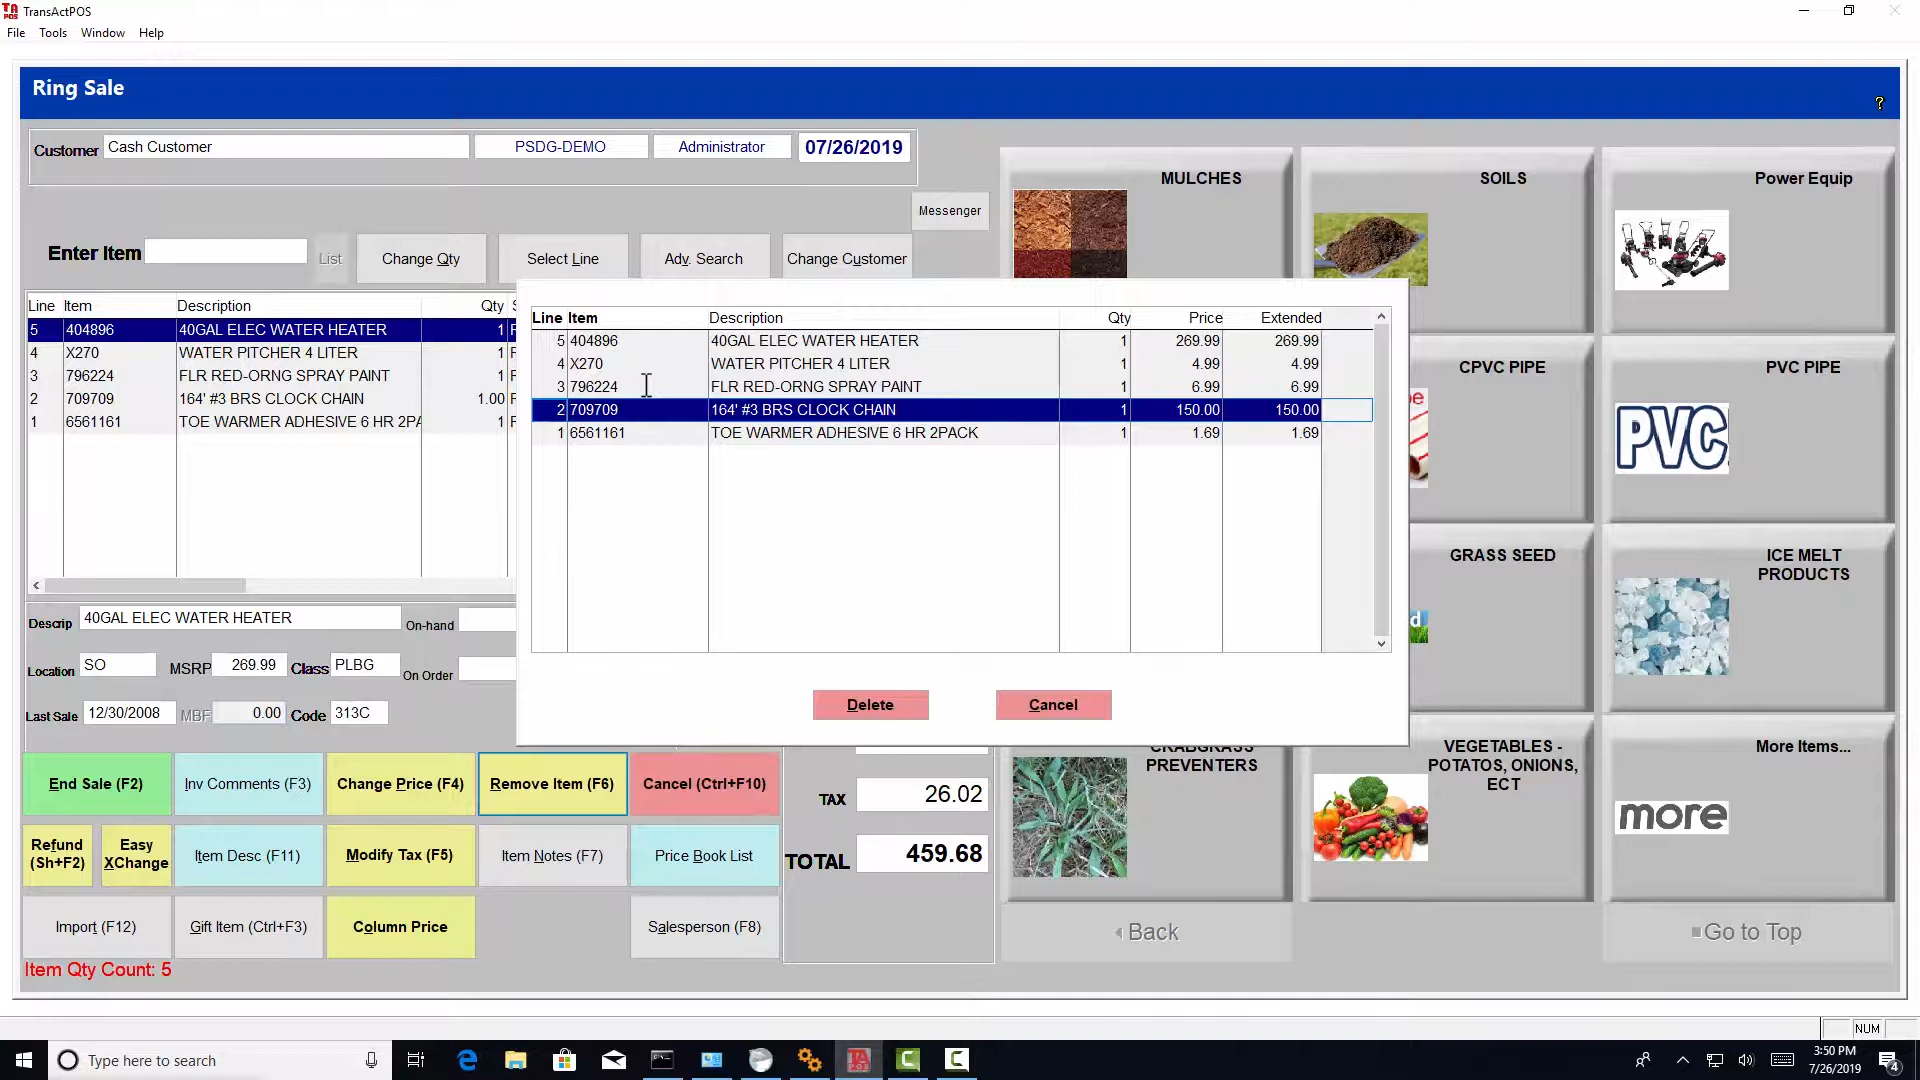 TransActPOS
File Tools Window Help
Ring Sale
?
Customer Cash Customer PSDG-DEMO Administrator 07/26/2019
Messenger
Enter Item List Change Qty Select Line Adv. Search Change Customer
Line Item Description Qty
5 404896 40GAL ELEC WATER HEATER 1
4 X270 WATER PITCHER 4 LITER 1
3 796224 FLR RED-ORNG SPRAY PAINT 1
2 709709 164' #3 BRS CLOCK CHAIN 1.00
1 6561161 TOE WARMER ADHESIVE 6 HR 2PA 1
Line Item Description Qty Price Extended
5 404896 40GAL ELEC WATER HEATER 1 269.99 269.99
4 X270 WATER PITCHER 4 LITER 1 4.99 4.99
3 796224 FLR RED-ORNG SPRAY PAINT 1 6.99 6.99
2 709709 164' #3 BRS CLOCK CHAIN 1 150.00 150.00
1 6561161 TOE WARMER ADHESIVE 6 HR 2PACK 1 1.69 1.69
Delete Cancel
Descrip 40GAL ELEC WATER HEATER On-hand
Location SO MSRP 269.99 Class PLBG On Order
Last Sale 12/30/2008 MBF 0.00 Code 313C
End Sale (F2) Inv Comments (F3) Change Price (F4) Remove Item (F6) Cancel (Ctrl+F10)
Refund (Sh+F2) Easy XChange Item Desc (F11) Modify Tax (F5) Item Notes (F7) Price Book List
Import (F12) Gift Item (Ctrl+F3) Column Price Salesperson (F8)
TAX 26.02
TOTAL 459.68
Item Qty Count: 5
MULCHES
SOILS
Power Equip
CPVC PIPE
PVC PIPE
PVC
GRASS SEED
ICE MELT
PRODUCTS
CRABGRASS
PREVENTERS
VEGETABLES -
POTATOS, ONIONS,
ECT
More Items...
more
Back
Go to Top
NUM
Type here to search
3:50 PM
7/26/2019
4